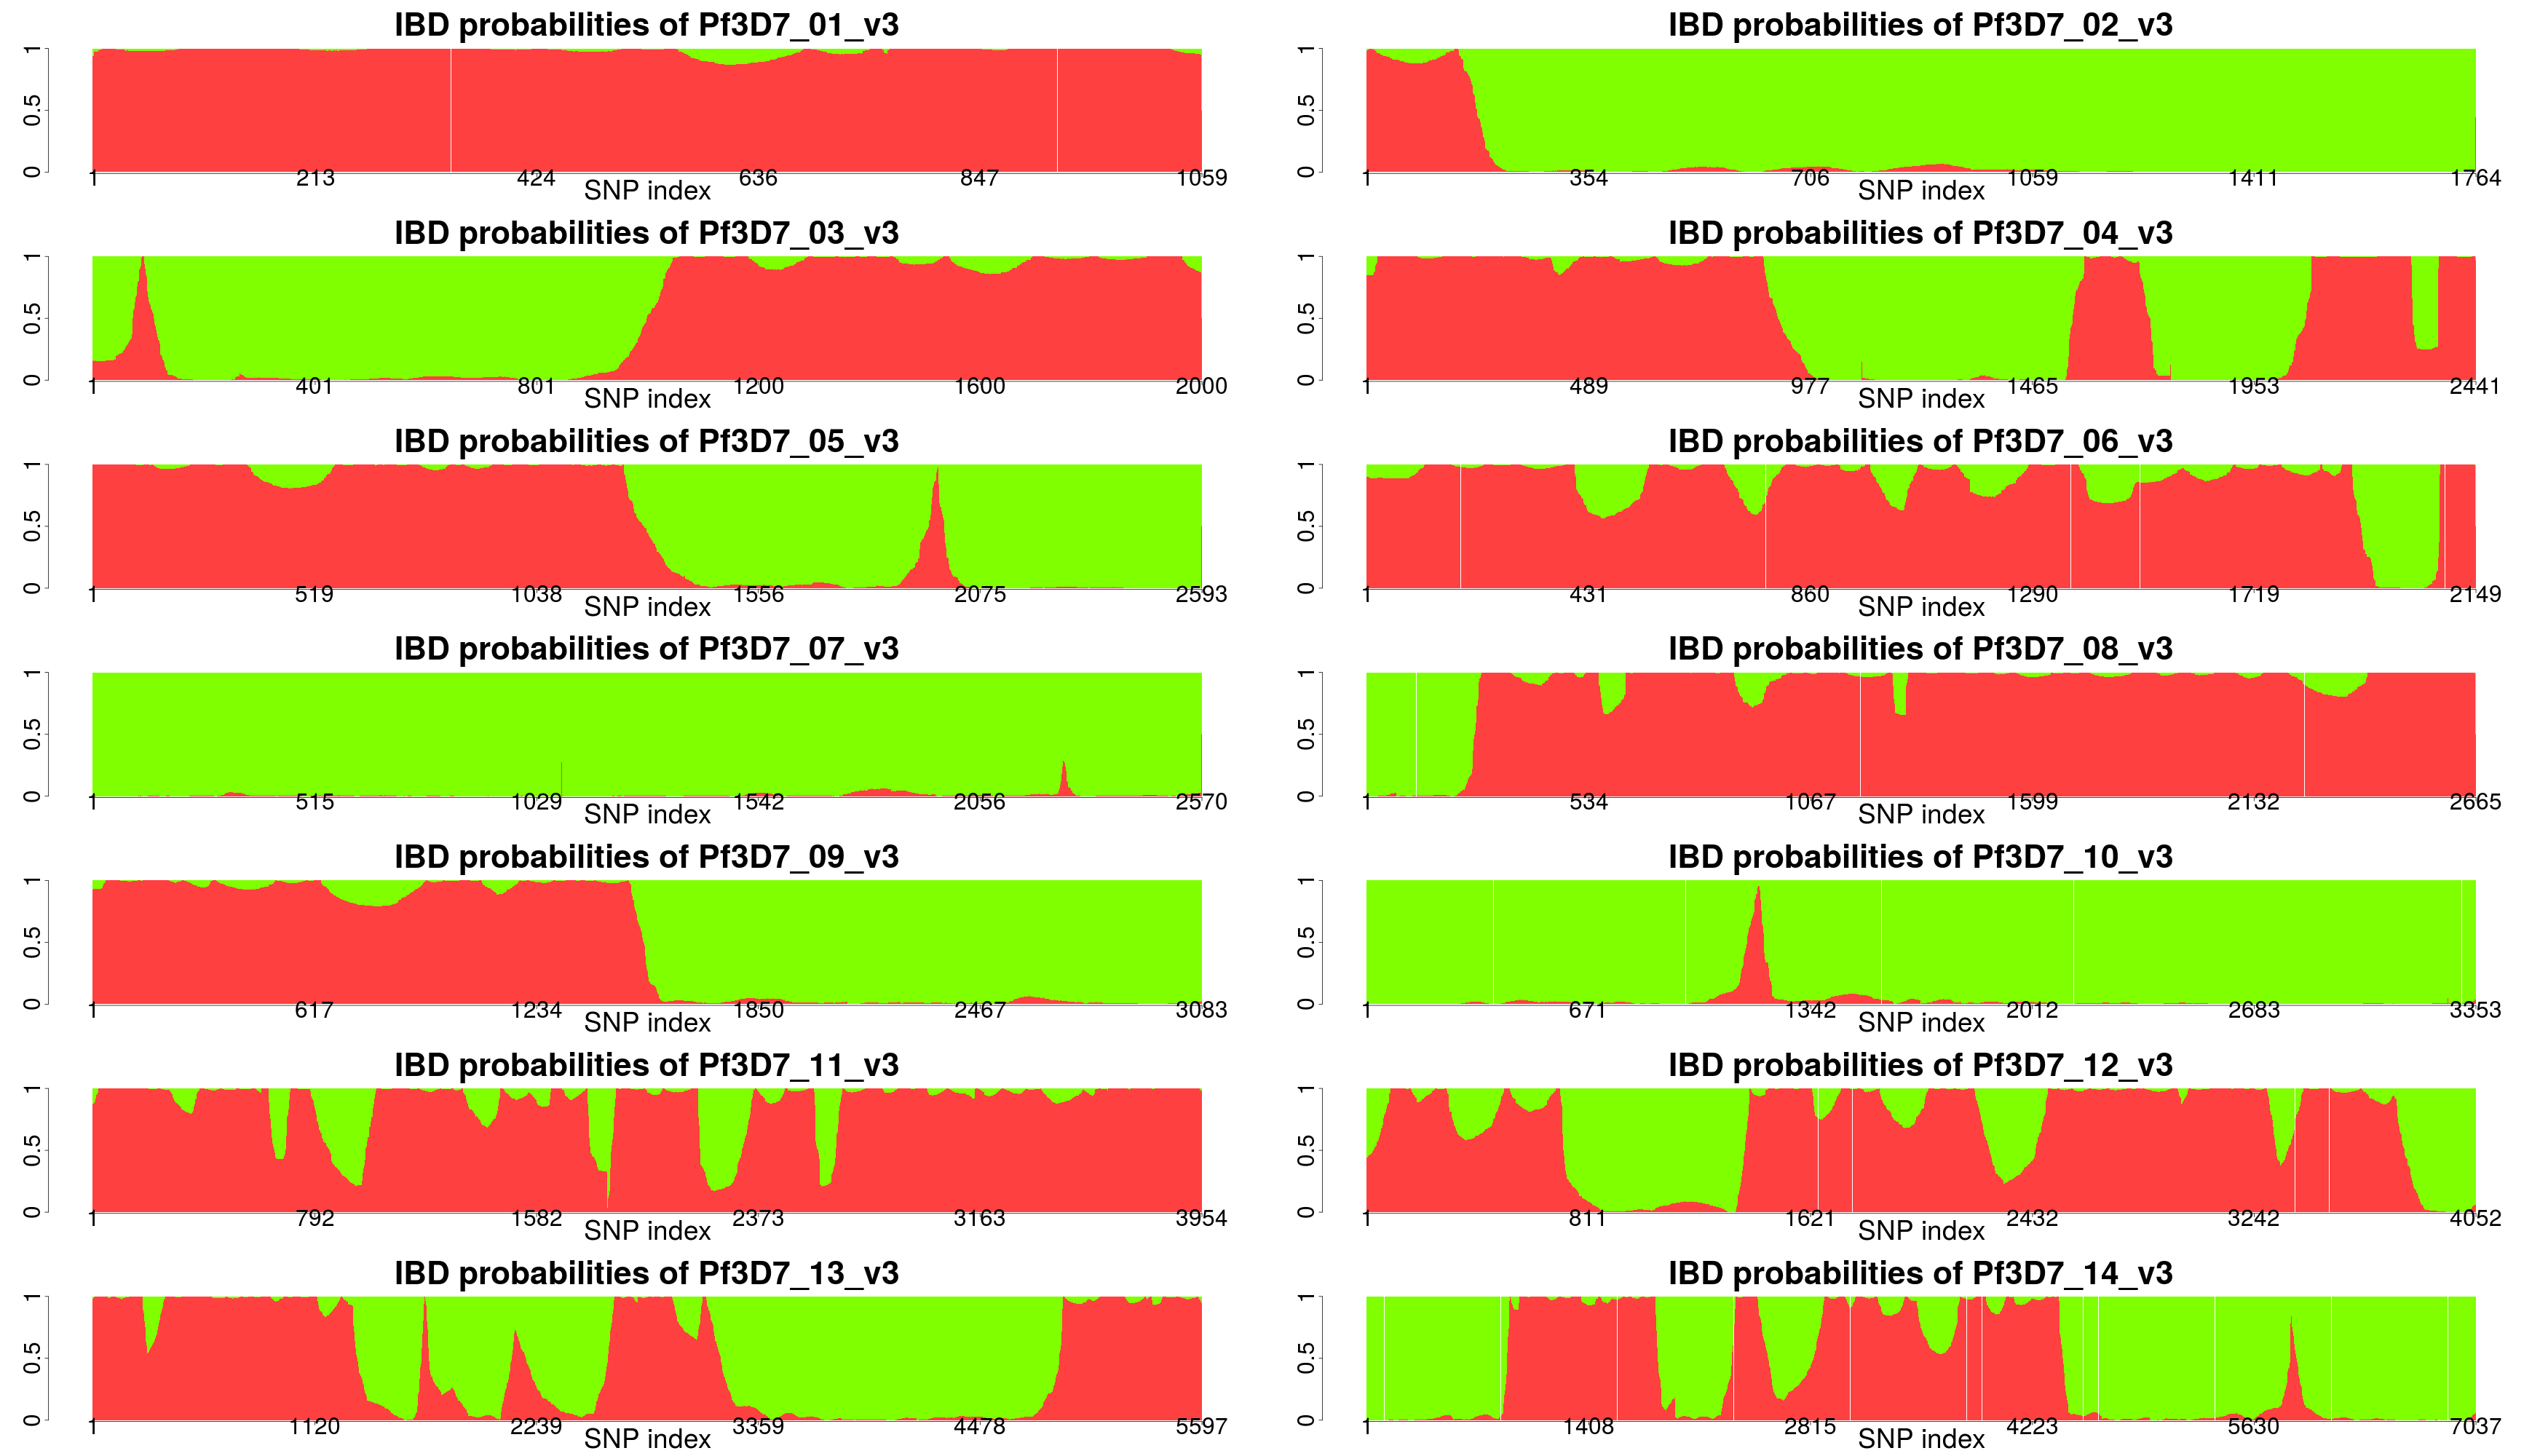 IBD probabilities of Pf3D7_01_v3
0 0.5 1
1 213 424 636 847 1059
SNP index
IBD probabilities of Pf3D7_02_v3
0 0.5 1
1 354 706 1059 1411 1764
SNP index
IBD probabilities of Pf3D7_03_v3
0 0.5 1
1 401 801 1200 1600 2000
SNP index
IBD probabilities of Pf3D7_04_v3
0 0.5 1
1 489 977 1465 1953 2441
SNP index
IBD probabilities of Pf3D7_05_v3
0 0.5 1
1 519 1038 1556 2075 2593
SNP index
IBD probabilities of Pf3D7_06_v3
0 0.5 1
1 431 860 1290 1719 2149
SNP index
IBD probabilities of Pf3D7_07_v3
0 0.5 1
1 515 1029 1542 2056 2570
SNP index
IBD probabilities of Pf3D7_08_v3
0 0.5 1
1 534 1067 1599 2132 2665
SNP index
IBD probabilities of Pf3D7_09_v3
0 0.5 1
1 617 1234 1850 2467 3083
SNP index
IBD probabilities of Pf3D7_10_v3
0 0.5 1
1 671 1342 2012 2683 3353
SNP index
IBD probabilities of Pf3D7_11_v3
0 0.5 1
1 792 1582 2373 3163 3954
SNP index
IBD probabilities of Pf3D7_12_v3
0 0.5 1
1 811 1621 2432 3242 4052
SNP index
IBD probabilities of Pf3D7_13_v3
0 0.5 1
1 1120 2239 3359 4478 5597
SNP index
IBD probabilities of Pf3D7_14_v3
0 0.5 1
1 1408 2815 4223 5630 7037
SNP index